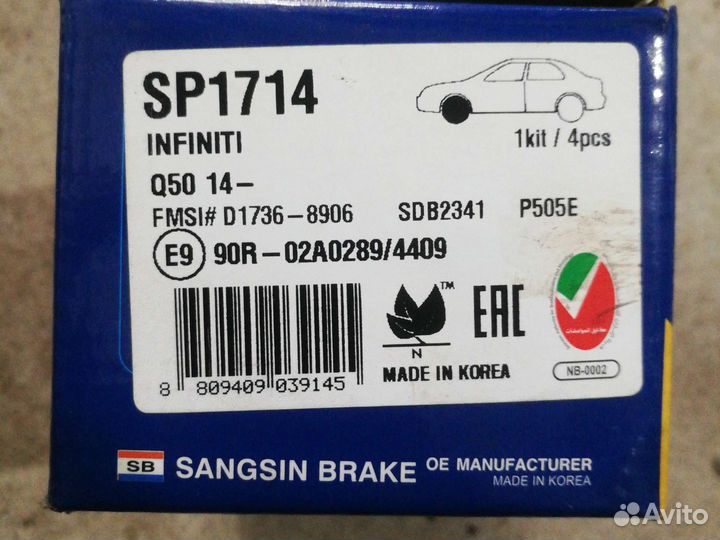 SP1714
INFINITI
1kit / 4pcs
Q50 14-
FMSI# D1736-8906 SDB2341 P505E
E9 90R-02A0289/4409
TM
EAC
N
MADE IN KOREA
NB-0002
8 809409 039145
SB SANGSIN BRAKE OE MANUFACTURER
MADE IN KOREA
Avito